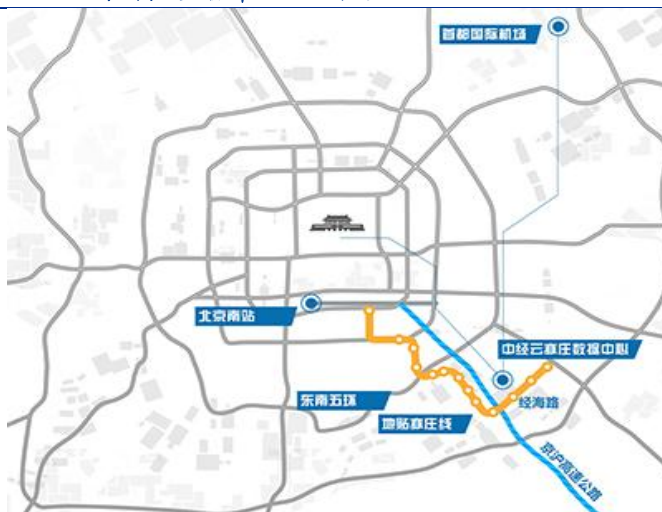 首都国际机场
北京南站
中经云亦庄数据中心
东南五环
经海路
地贴亦庄线
京沪高速公路